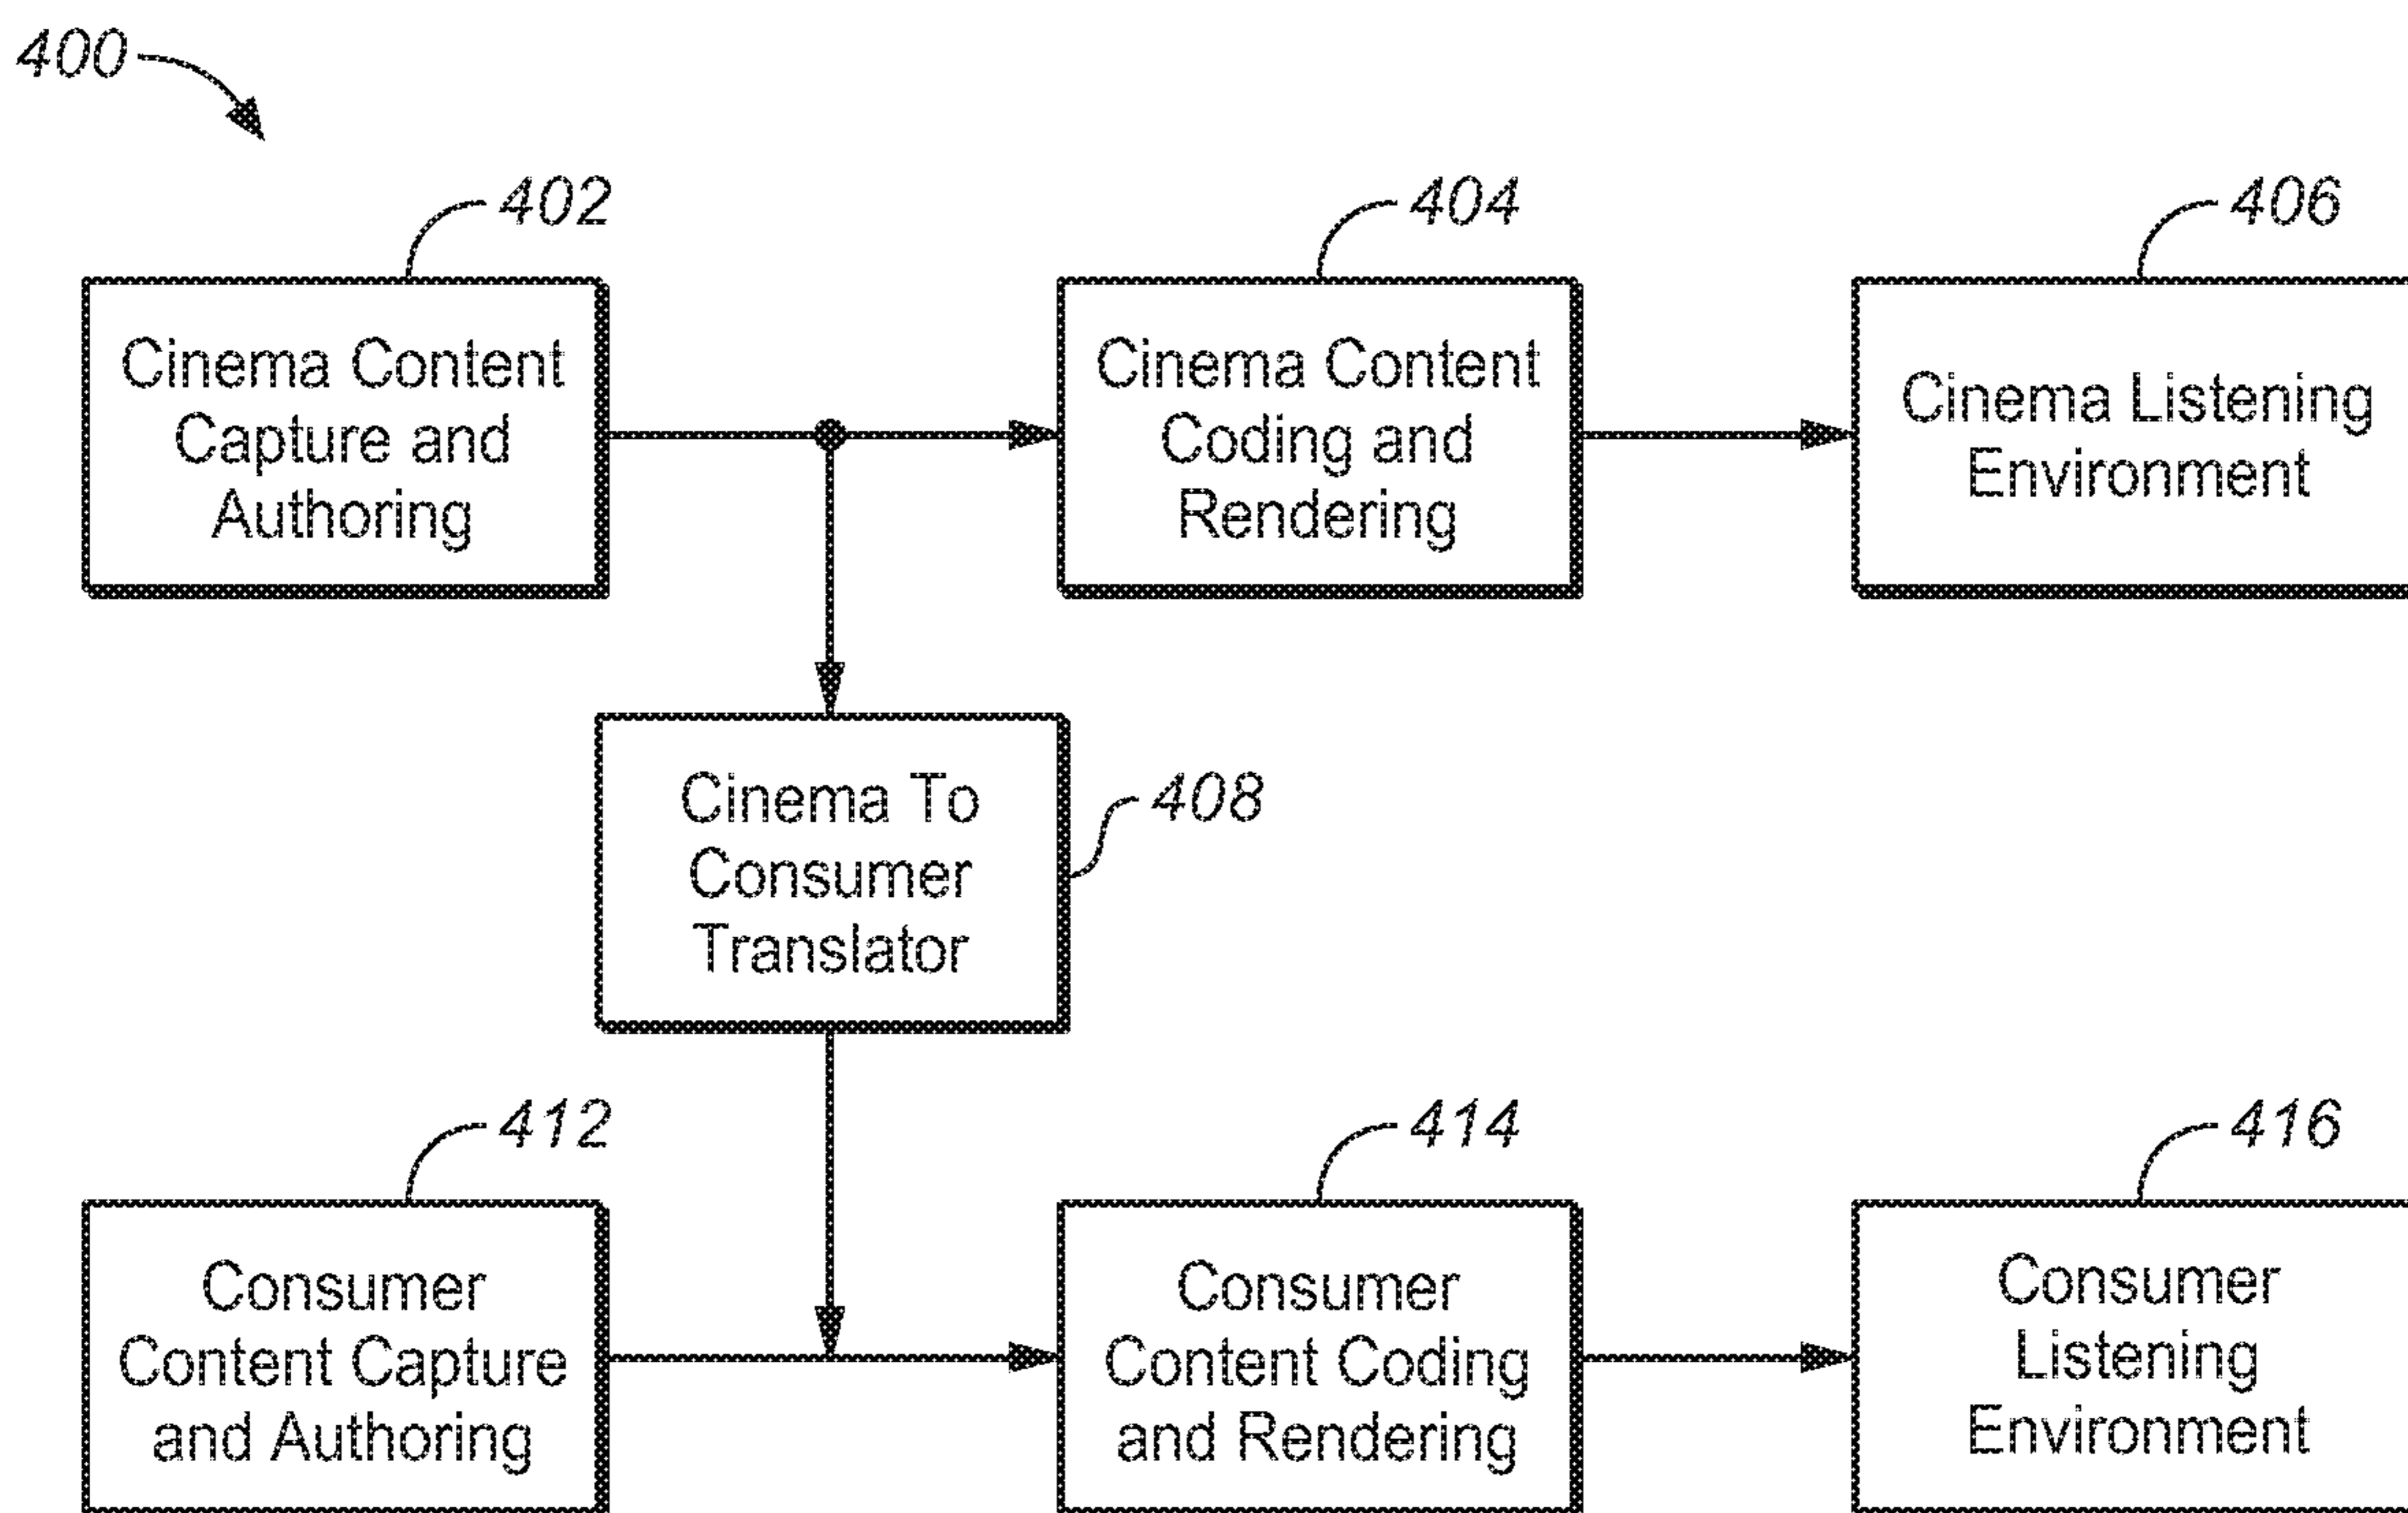 400
402
404
406
Cinema Content
Capture and
Authoring
Cinema Content
Coding and
Rendering
Cinema Listening
Environment
Cinema To
Consumer
Translator
408
412
414
416
Consumer
Content Capture
and Authoring
Consumer
Content Coding
and Rendering
Consumer
Listening
Environment